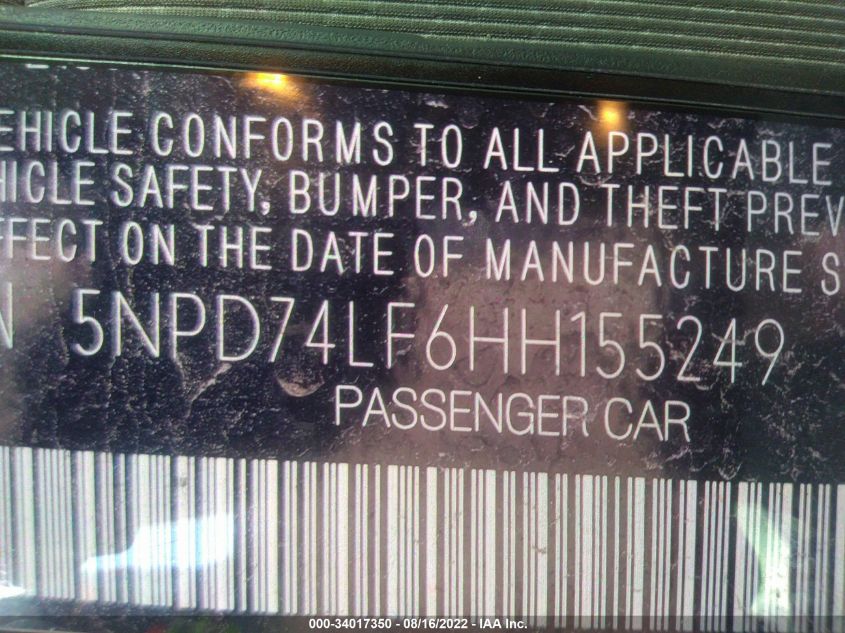 EHICLE CONFORMS TO ALL APPLICABLE
HICLE SAFETY, BUMPER, AND THEFT PREV
FFECT ON THE DATE OF MANUFACTURE S
N 5NPD74LF6HH155249
PASSENGER CAR
000-34017350 - 08/16/2022 - IAA Inc.